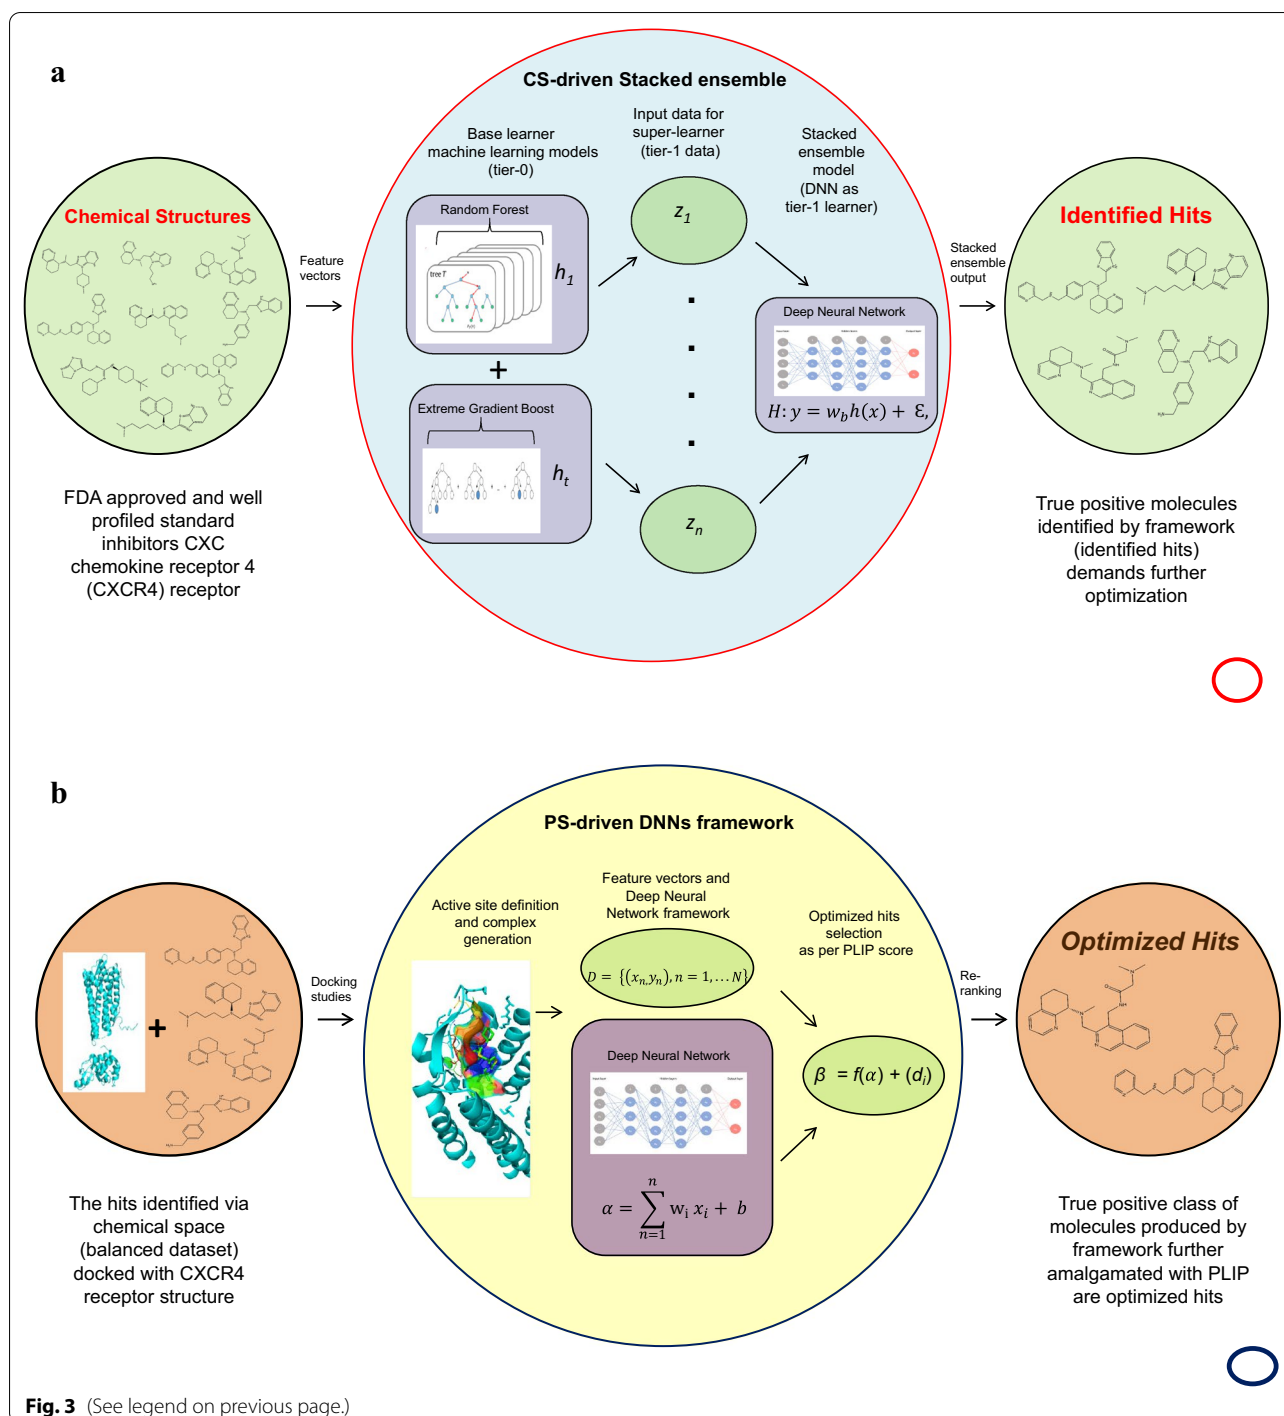 a
CS-driven Stacked ensemble
Base learner
machine learning models
(tier-0)
Input data for
super-learner
(tier-1 data)
Stacked
ensemble
model
(DNN as
tier-1 learner)
Chemical Structures
Feature
vectors
Random Forest
tree T
h1
+
Extreme Gradient Boost
ht
z1
zn
Deep Neural Network
H: y = wb h(x) + Ɛ,
Stacked
ensemble
output
Identified Hits
FDA approved and well
profiled standard
inhibitors CXC
chemokine receptor 4
(CXCR4) receptor
True positive molecules
identified by framework
(identified hits)
demands further
optimization
b
PS-driven DNNs framework
Active site definition
and complex
generation
Feature vectors and
Deep Neural
Network framework
Optimized hits
selection
as per PLIP score
+
Docking
studies
D = {(xn,yn), n = 1, … N}
Deep Neural Network
α = ∑ n n=1 wi xi + b
β = f(α) + (di)
Re-
ranking
Optimized Hits
The hits identified via
chemical space
(balanced dataset)
docked with CXCR4
receptor structure
True positive class of
molecules produced by
framework further
amalgamated with PLIP
are optimized hits
Fig. 3 (See legend on previous page.)